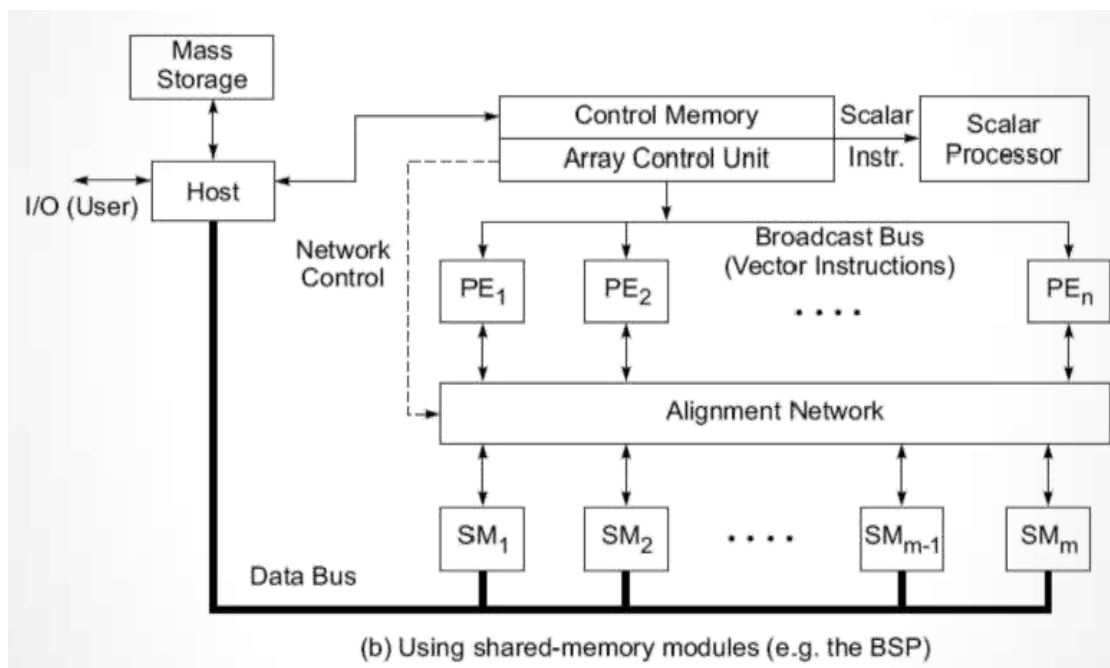 Mass
Storage
Control Memory
Scalar
Scalar
Processor
Array Control Unit
Instr.
Host
I/O (User)
Network
Control
Broadcast Bus
(Vector Instructions)
PE₁
PE₂
. . . .
PEₙ
Alignment Network
SM₁
SM₂
. . . .
SMₘ₋₁
SMₘ
Data Bus
(b) Using shared-memory modules (e.g. the BSP)